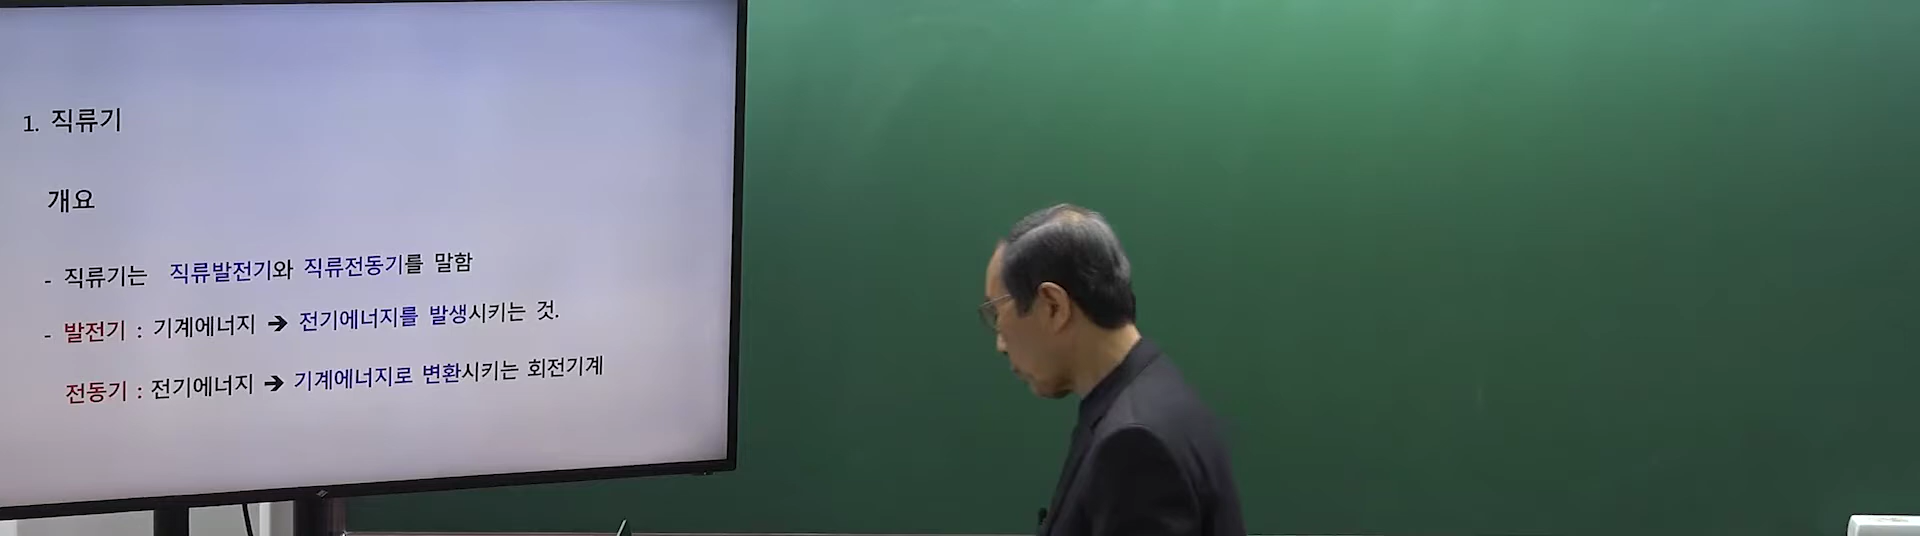 1. 직류기
개요
- 직류기는 직류발전기와 직류전동기를 말함
- 발전기 : 기계에너지 ➔ 전기에너지를 발생시키는 것.
전동기 : 전기에너지 ➔ 기계에너지로 변환시키는 회전기계